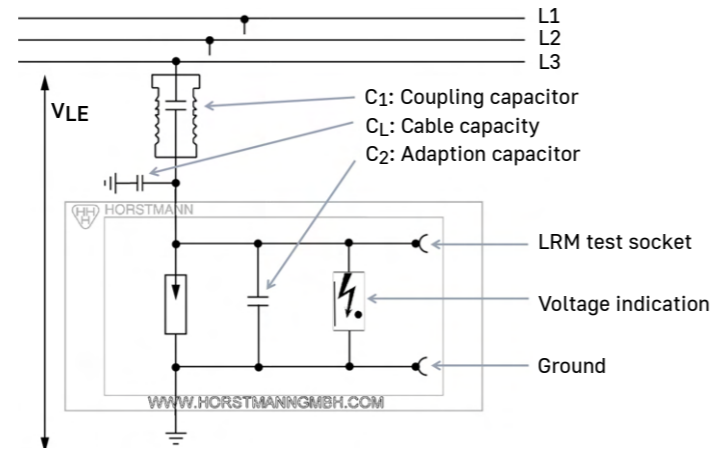 L1
L2
L3
VLE
C1: Coupling capacitor
CL: Cable capacity
C2: Adaption capacitor
HORSTMANN
LRM test socket
Voltage indication
Ground
WWW.HORSTMANNGMBH.COM